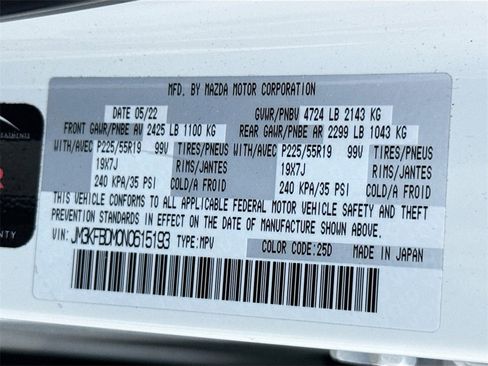 MFD. BY MAZDA MOTOR CORPORATION
DATE 05/22 GVWR/PNBV 4724 LB 2143 KG
FRONT GAWR/PNBE AV 2425 LB 1100 KG REAR GAWR/PNBE AR 2299 LB 1043 KG
WITH/AVEC P225/55R19 99V TIRES/PNEUS WITH/AVEC P225/55R19 99V TIRES/PNEUS
19X7J RIMS/JANTES 19X7J RIMS/JANTES
240 KPA/35 PSI COLD/A FROID 240 KPA/35 PSI COLD/A FROID
THIS VEHICLE CONFORMS TO ALL APPLICABLE FEDERAL MOTOR VEHICLE SAFETY AND THEFT
PREVENTION STANDARDS IN EFFECT ON THE DATE OF MANUFACTURE SHOWN ABOVE.
VIN: JM3KFBDM0N0615193 TYPE: MPV COLOR CODE: 25D MADE IN JAPAN